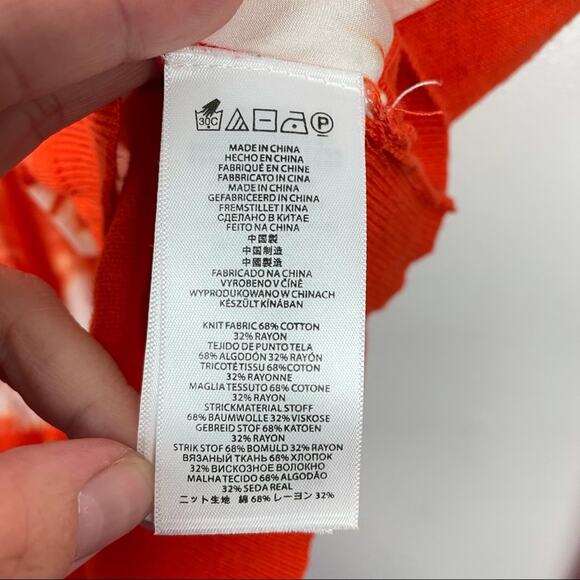 30C P
MADE IN CHINA
HECHO EN CHINA
FABRIQUÉ EN CHINE
FABBRICATO IN CINA
MADE IN CHINA
GEFABRICEERD IN CHINA
FREMSTILLET I KINA
СДЕЛАНО В КИТАЕ
FEITO NA CHINA
中国製
中国制造
中國製造
FABRICADO NA CHINA
VYROBENO V ČÍNĚ
WYPRODUKOWANO W CHINACH
KÉSZÜLT KÍNÁBAN
KNIT FABRIC 68% COTTON
32% RAYON
TEJIDO DE PUNTO TELA
68% ALGODÓN 32% RAYÓN
TRICOTÉ TISSU 68%COTON
32% RAYONNE
MAGLIA TESSUTO 68% COTONE
32% RAYON
STRICKMATERIAL STOFF
68% BAUMWOLLE 32% VISKOSE
GEBREID STOF 68% KATOEN
32% RAYON
STRIK STOF 68% BOMULD 32% RAYON
ВЯЗАНЫЙ ТКАНЬ 68% ХЛОПОК
32% ВИСКОЗНОЕ ВОЛОКНО
MALHA TECIDO 68% ALGODÃO
32% SEDA REAL
ニット生地 綿 68% レーヨン 32%